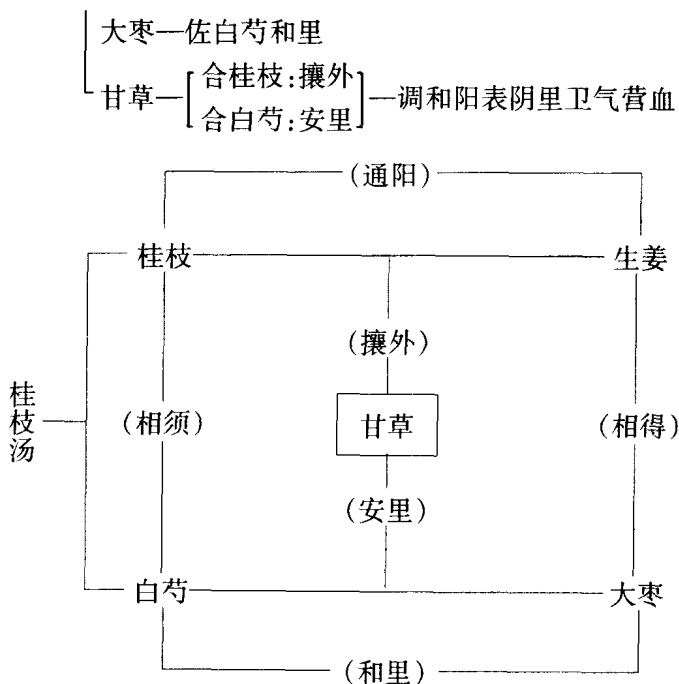 大枣—佐白芍和里
甘草—[合桂枝:攘外 合白芍:安里]—调和阳表阴里卫气营血
(通阳)
桂枝 生姜
(攘外)
桂枝汤 (相须) 甘草 (相得)
(安里)
白芍 大枣
(和里)